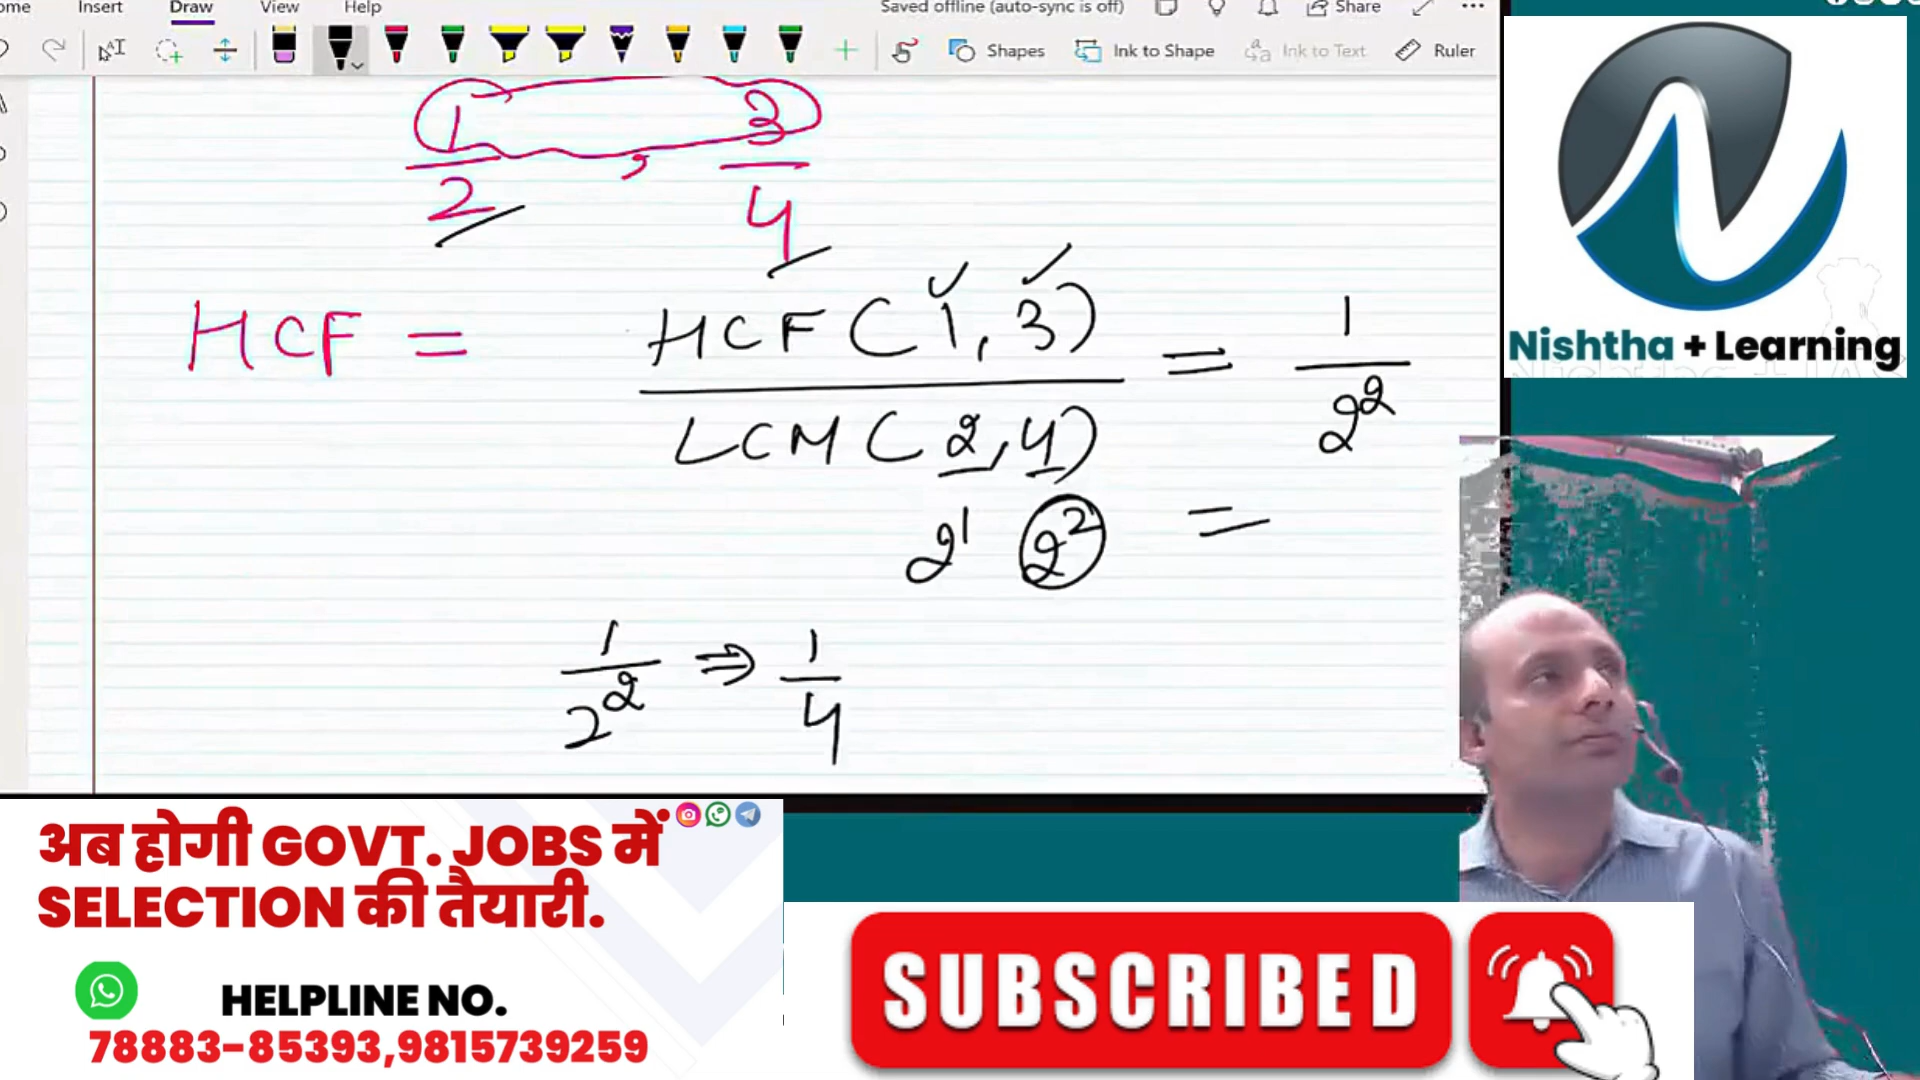 ome Insert Draw View Help Saved offline (auto-sync is off) Share
Shapes Ink to Shape Ink to Text Ruler
1/2 , 3/4
HCF = HCF(1,3)/LCM(2,4) = 1/2²
2¹ 2² =
1/2² ⇒ 1/4
Nishtha + Learning
अब होगी GOVT. JOBS में
SELECTION की तैयारी.
HELPLINE NO.
78883-85393,9815739259
SUBSCRIBED